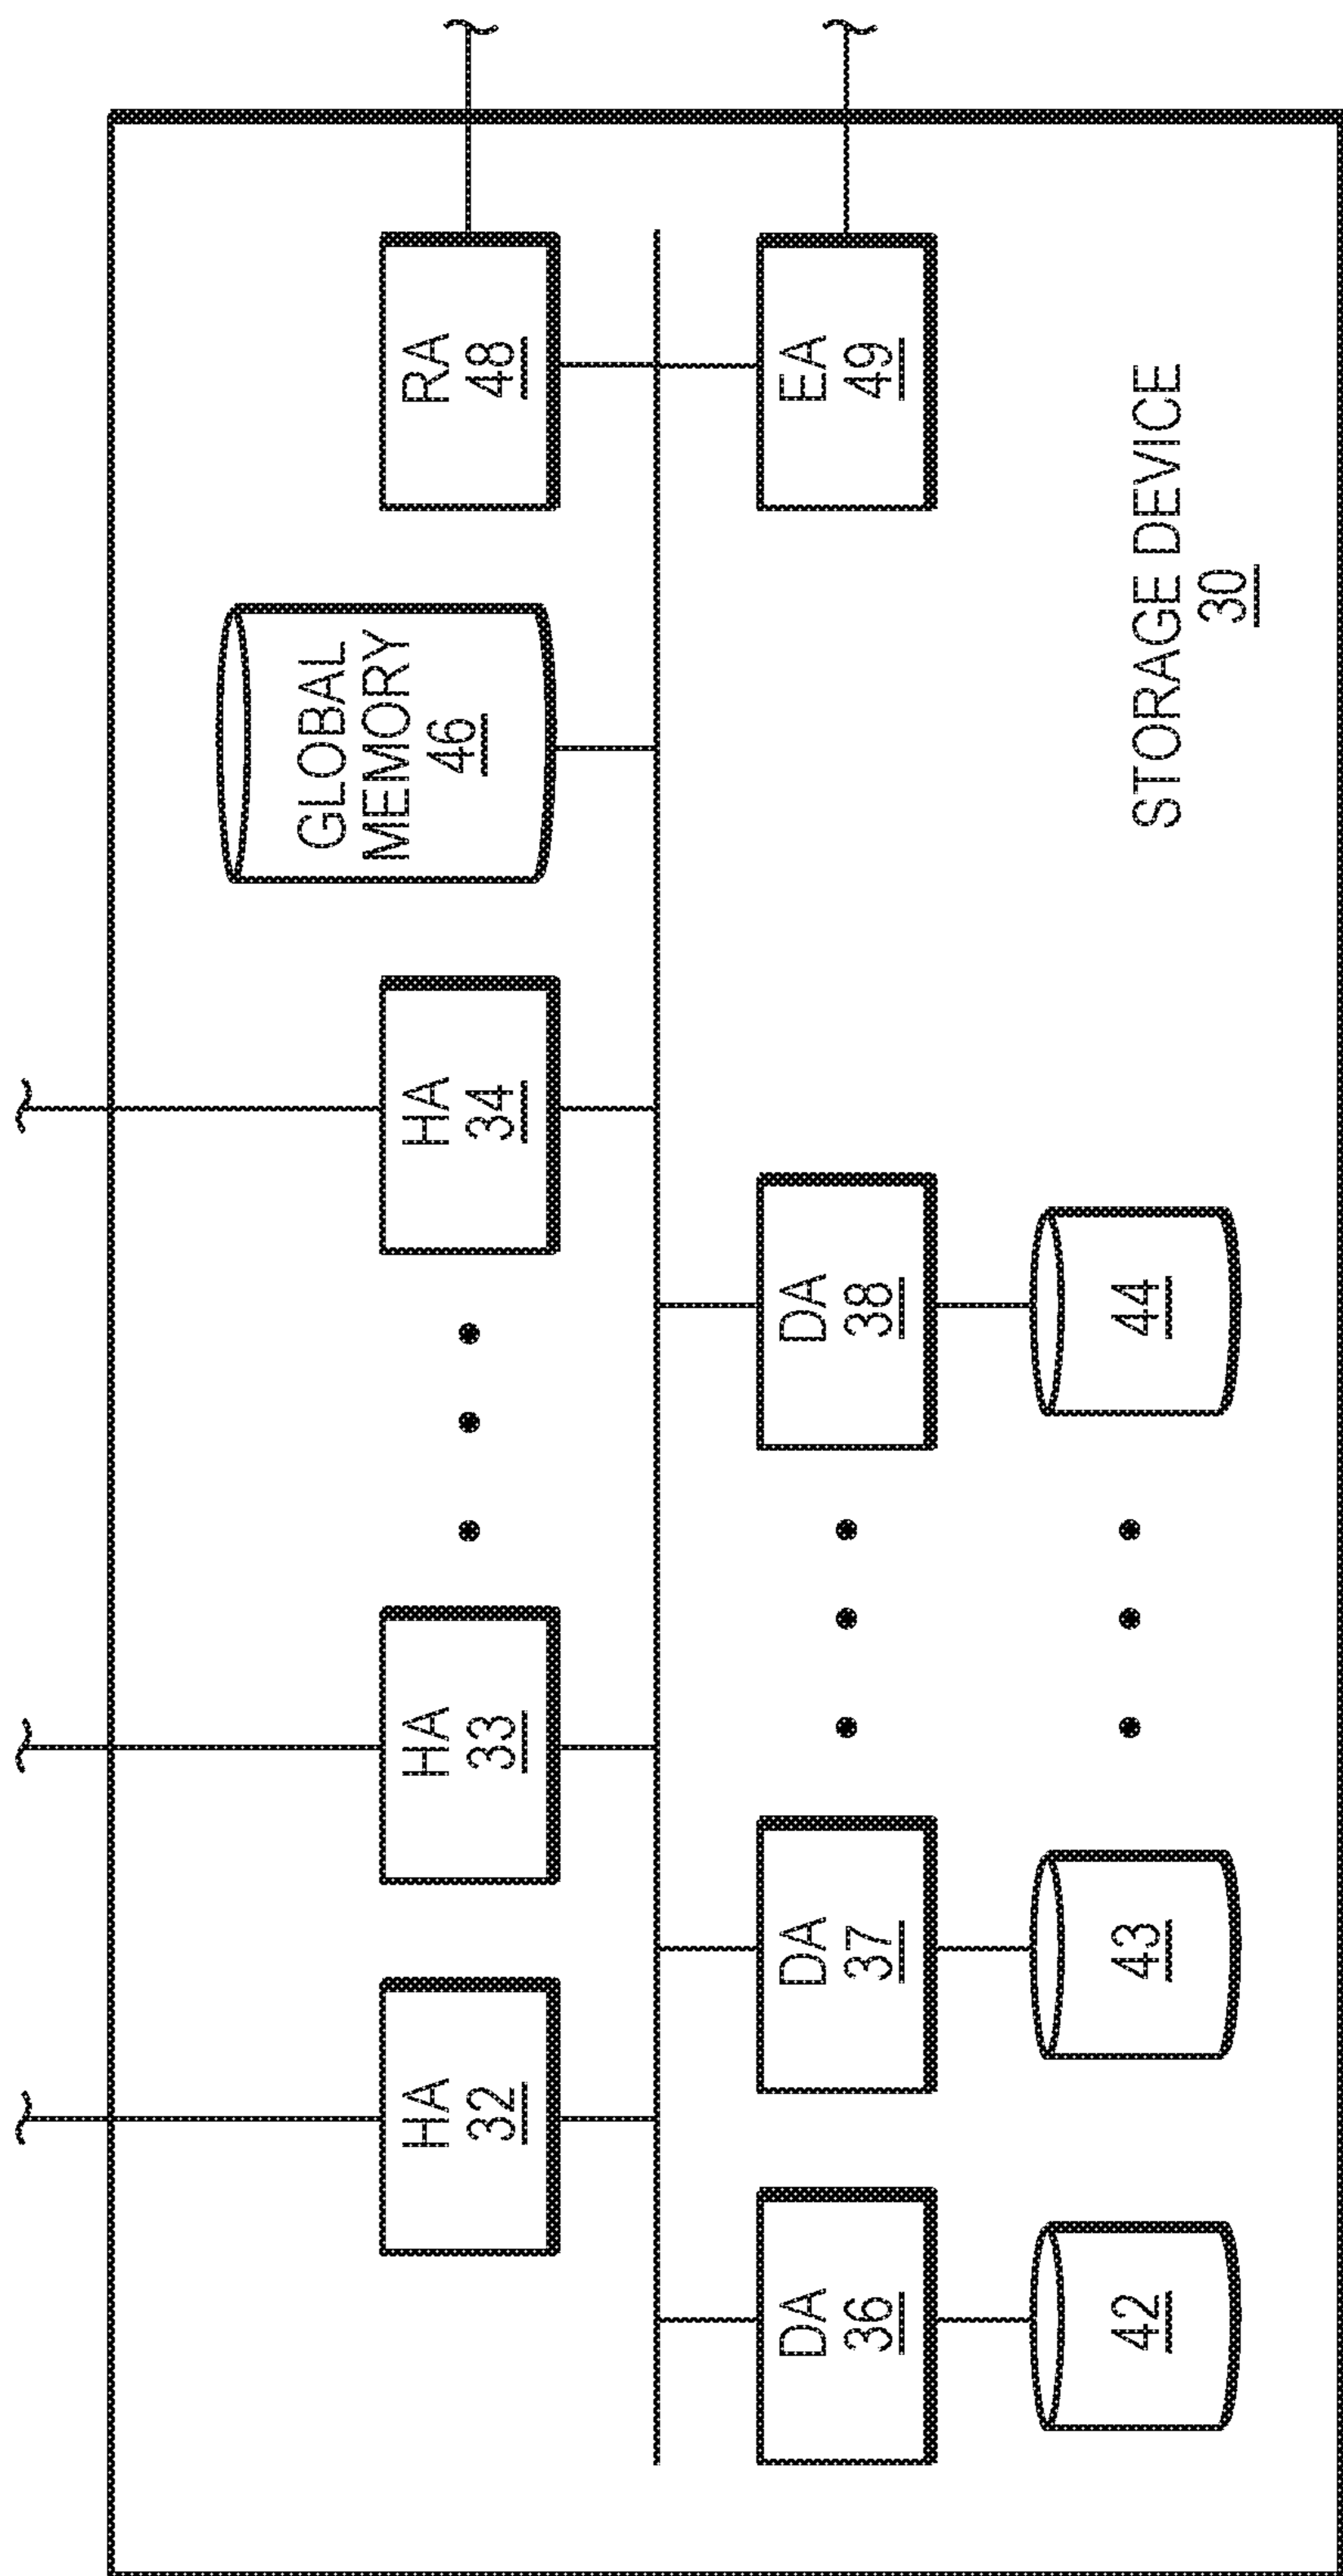 HA
32
HA
33
HA
34
GLOBAL
MEMORY
46
RA
48
DA
36
DA
37
DA
38
EA
49
42
43
44
STORAGE DEVICE
30